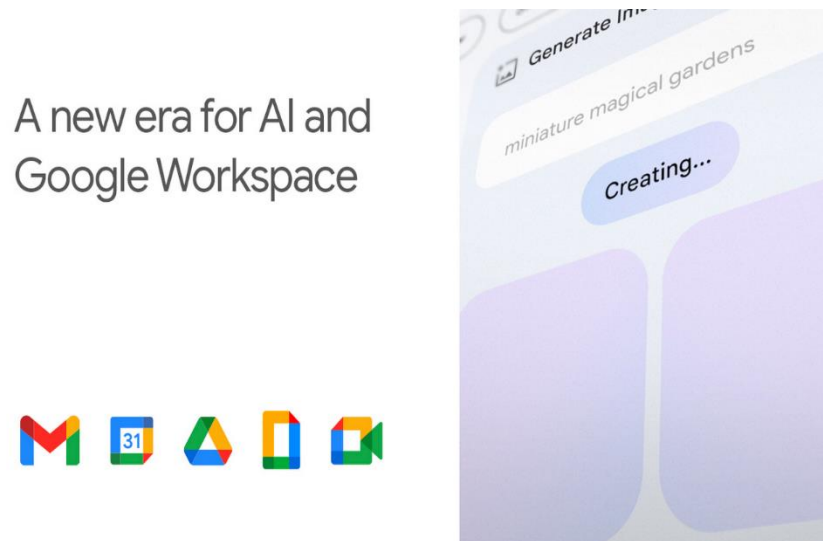 A new era for AI and
Google Workspace
31
Generate
miniature magical gardens
Creating...